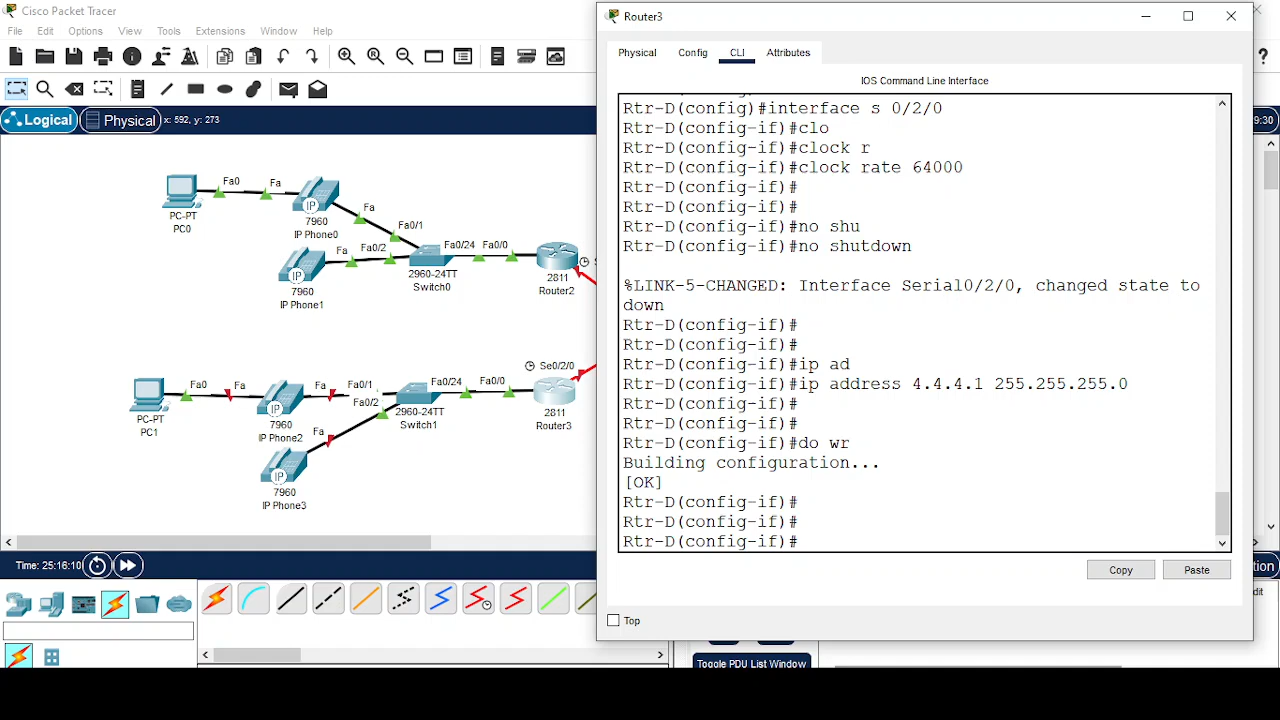 Cisco Packet Tracer
File Edit Options View Tools Extensions Window Help
Logical Physical x: 592, y: 273
PC-PT
PC0
Fa0
Fa
7960
IP Phone0
Fa
Fa0/1
7960
IP Phone1
Fa
Fa0/2
2960-24TT
Switch0
Fa0/24
Fa0/0
2811
Router2
PC-PT
PC1
Fa0
Fa
7960
IP Phone2
Fa
Fa0/1
Fa0/2
7960
IP Phone3
Fa
2960-24TT
Switch1
Fa0/24
Fa0/0
2811
Router3
Se0/2/0
IP
IP
IP
IP
Time: 25:16:10
Router3
Physical Config CLI Attributes
IOS Command Line Interface
Rtr-D(config)#interface s 0/2/0
Rtr-D(config-if)#clo
Rtr-D(config-if)#clock r
Rtr-D(config-if)#clock rate 64000
Rtr-D(config-if)#
Rtr-D(config-if)#
Rtr-D(config-if)#no shu
Rtr-D(config-if)#no shutdown
%LINK-5-CHANGED: Interface Serial0/2/0, changed state to
down
Rtr-D(config-if)#
Rtr-D(config-if)#
Rtr-D(config-if)#ip ad
Rtr-D(config-if)#ip address 4.4.4.1 255.255.255.0
Rtr-D(config-if)#
Rtr-D(config-if)#
Rtr-D(config-if)#do wr
Building configuration...
[OK]
Rtr-D(config-if)#
Rtr-D(config-if)#
Rtr-D(config-if)#
Copy Paste
Top
Toggle PDU List Window